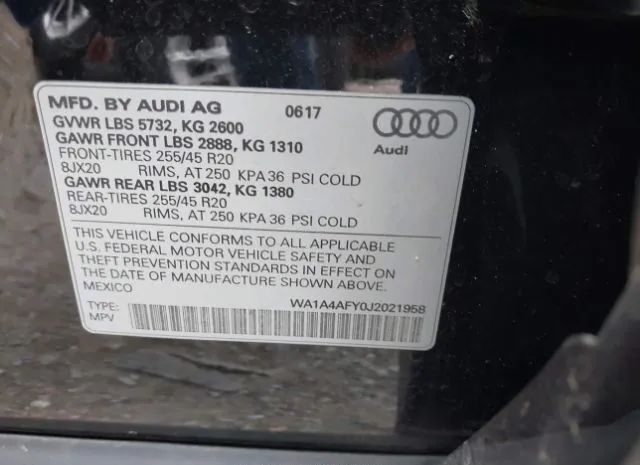 MFD. BY AUDI AG 0617
GVWR LBS 5732, KG 2600
GAWR FRONT LBS 2888, KG 1310
Audi
FRONT-TIRES 255/45 R20
8JX20 RIMS, AT 250 KPA 36 PSI COLD
GAWR REAR LBS 3042, KG 1380
REAR-TIRES 255/45 R20
8JX20 RIMS, AT 250 KPA 36 PSI COLD
THIS VEHICLE CONFORMS TO ALL APPLICABLE
U.S. FEDERAL MOTOR VEHICLE SAFETY AND
THEFT PREVENTION STANDARDS IN EFFECT ON
THE DATE OF MANUFACTURE SHOWN ABOVE.
MEXICO
TYPE: WA1A4AFY0J2021958
MPV